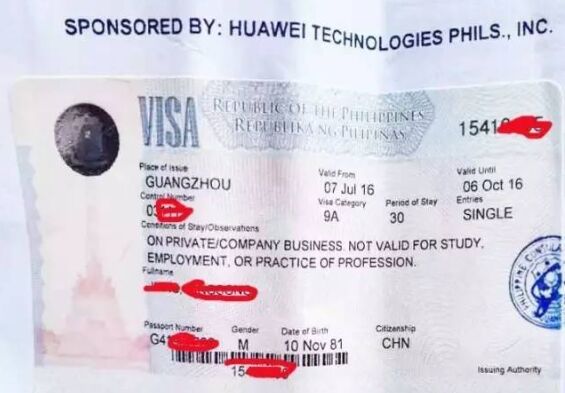 SPONSORED BY: HUAWEI TECHNOLOGIES PHILS., INC.
VISA
REPUBLIC OF THE PHILIPPINES
REPUBLIKA NG PILIPINAS
1541
Place of Issue
GUANGZHOU
Valid From
07 Jul 16
Valid Until
06 Oct 16
Control Number
03
Visa Category
9A
Period of Stay
30
Entries
SINGLE
Conditions of Stay/Observations
ON PRIVATE/COMPANY BUSINESS. NOT VALID FOR STUDY,
EMPLOYMENT, OR PRACTICE OF PROFESSION.
Fullname
Passport Number
G41
Gender
M
Date of Birth
10 Nov 81
Citizenship
CHN
15
Issuing Authority